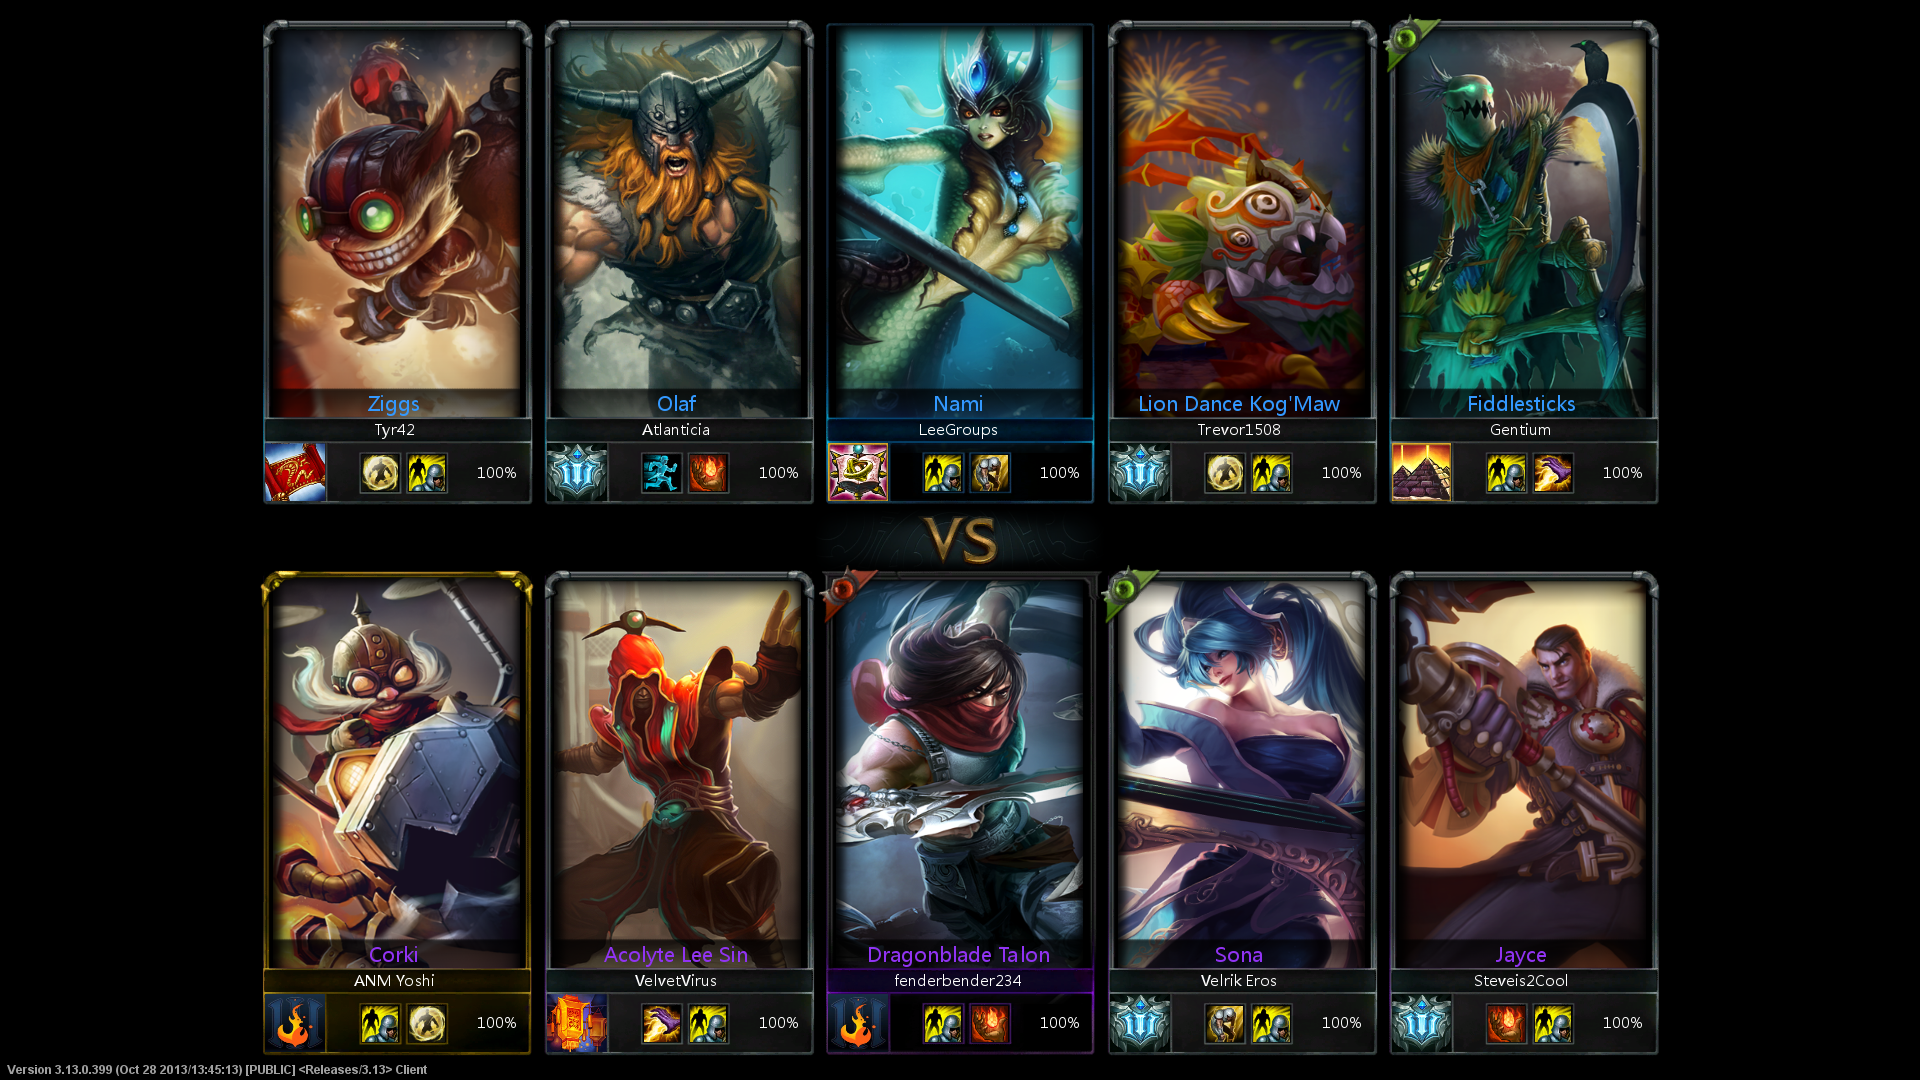 Ziggs
Tyr42
100%
Olaf
Atlanticia
100%
Nami
LeeGroups
100%
Lion Dance Kog'Maw
Trevor1508
100%
Fiddlesticks
Gentium
100%
VS
Corki
ANM Yoshi
100%
Acolyte Lee Sin
VelvetVirus
100%
Dragonblade Talon
fenderbender234
100%
Sona
Velrik Eros
100%
Jayce
Steveis2Cool
100%
Version 3.13.0.399 (Oct 28 2013/13:45:13) [PUBLIC] <Releases/3.13> Client